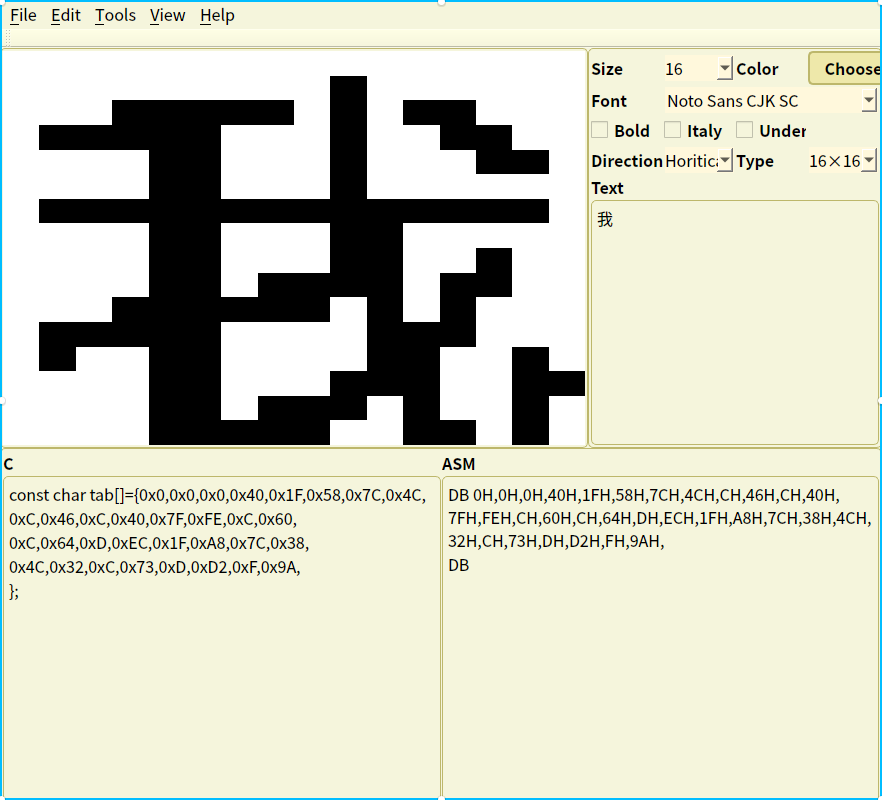 File Edit Tools View Help
Size 16 Color Choose
Font Noto Sans CJK SC
Bold Italy Under
Direction Horitica Type 16×16
Text
我
C
const char tab[]={0x0,0x0,0x0,0x40,0x1F,0x58,0x7C,0x4C,
0xC,0x46,0xC,0x40,0x7F,0xFE,0xC,0x60,
0xC,0x64,0xD,0xEC,0x1F,0xA8,0x7C,0x38,
0x4C,0x32,0xC,0x73,0xD,0xD2,0xF,0x9A,
};
ASM
DB 0H,0H,0H,40H,1FH,58H,7CH,4CH,CH,46H,CH,40H,
7FH,FEH,CH,60H,CH,64H,DH,ECH,1FH,A8H,7CH,38H,4CH,
32H,CH,73H,DH,D2H,FH,9AH,
DB
我